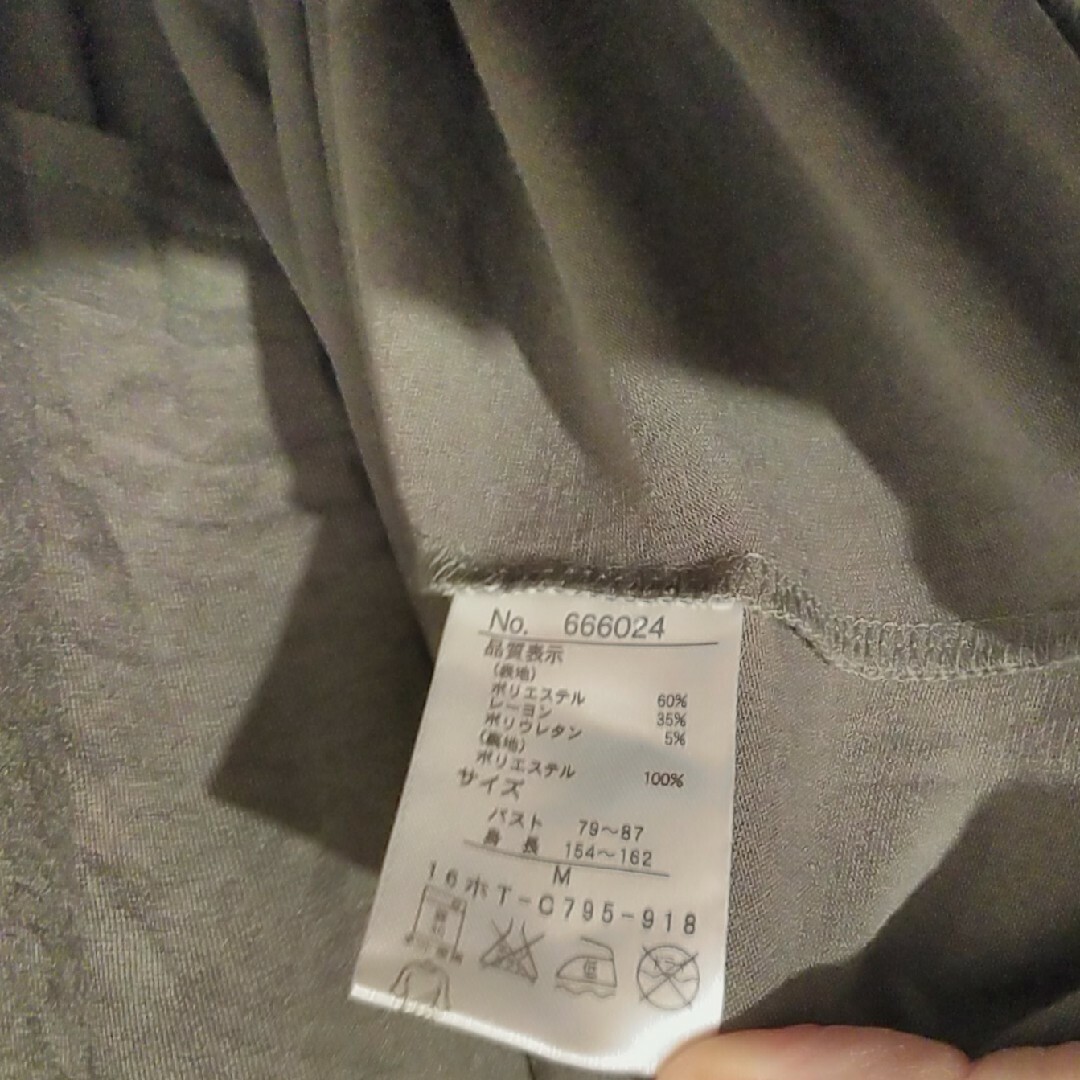 No. 666024
品質表示
(表地)
ポリエステル 60%
レーヨン 35%
ポリウレタン 5%
(裏地)
ポリエステル 100%
サイズ
バスト 79~87
身長 154~162
M
16ホT-C795-918
低